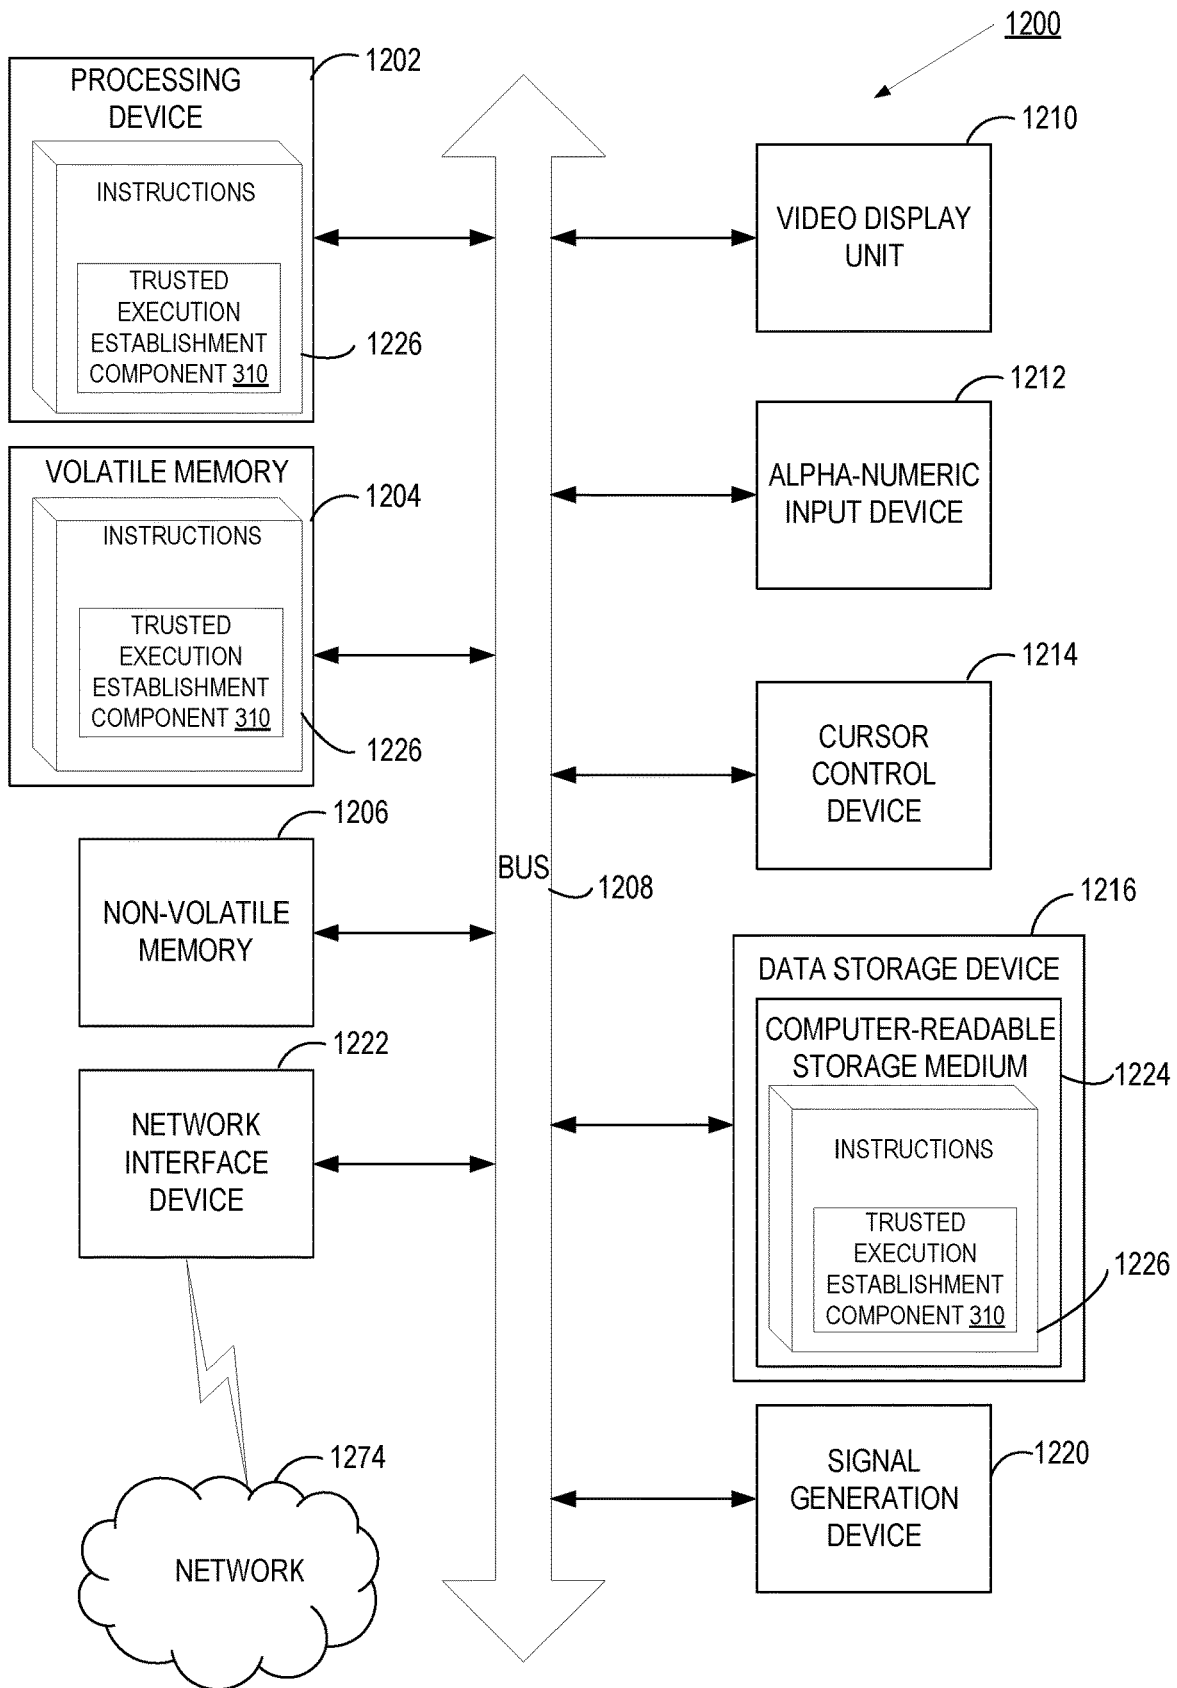 1200
1202
PROCESSING
DEVICE
INSTRUCTIONS
TRUSTED
EXECUTION
ESTABLISHMENT
COMPONENT 310
1226
VOLATILE MEMORY
1204
INSTRUCTIONS
TRUSTED
EXECUTION
ESTABLISHMENT
COMPONENT 310
1226
1206
NON-VOLATILE
MEMORY
1222
NETWORK
INTERFACE
DEVICE
1274
NETWORK
BUS
1208
1210
VIDEO DISPLAY
UNIT
1212
ALPHA-NUMERIC
INPUT DEVICE
1214
CURSOR
CONTROL
DEVICE
1216
DATA STORAGE DEVICE
COMPUTER-READABLE
STORAGE MEDIUM
1224
INSTRUCTIONS
TRUSTED
EXECUTION
ESTABLISHMENT
COMPONENT 310
1226
SIGNAL
GENERATION
DEVICE
1220